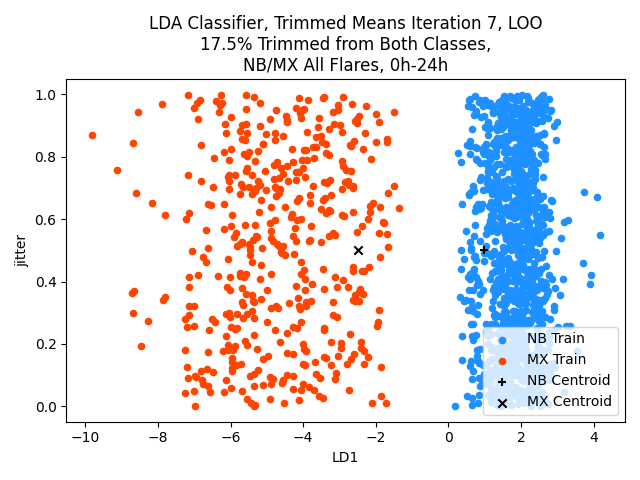 LDA Classifier, Trimmed Means Iteration 7, LOO
17.5% Trimmed from Both Classes,
NB/MX All Flares, 0h-24h
1.0
0.8
0.6
0.4
0.2
0.0
jitter
NB Train
MX Train
NB Centroid
MX Centroid
−10
−8
−6
−4
−2
0
2
4
LD1